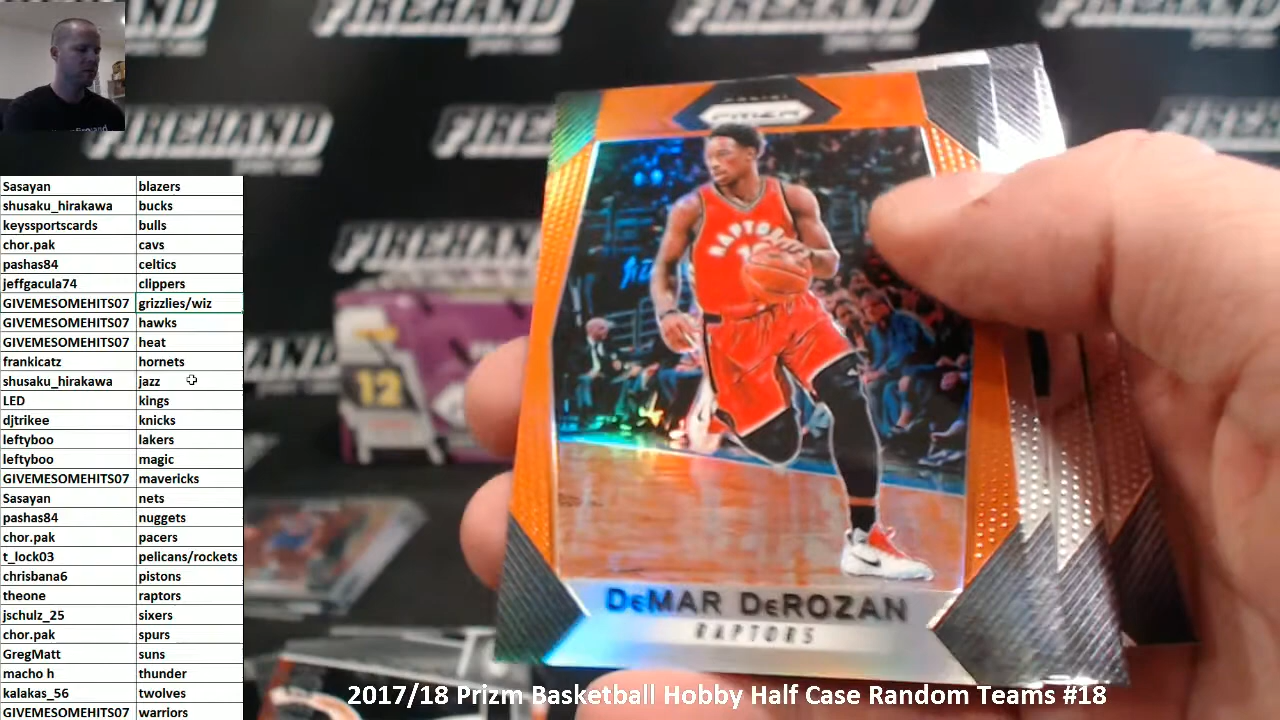 FIREHAND
FIREHAND
FIREHAND
Sasayan blazers
shusaku_hirakawa bucks
keyssportscards bulls
chor.pak cavs
pashas84 celtics
jeffgacula74 clippers
GIVEMESOMEHITS07 grizzlies/wiz
GIVEMESOMEHITS07 hawks
GIVEMESOMEHITS07 heat
frankicatz hornets
shusaku_hirakawa jazz
LED kings
djtrikee knicks
leftyboo lakers
leftyboo magic
GIVEMESOMEHITS07 mavericks
Sasayan nets
pashas84 nuggets
chor.pak pacers
t_lock03 pelicans/rockets
chrisbana6 pistons
theone raptors
jschulz_25 sixers
chor.pak spurs
GregMatt suns
macho h thunder
kalakas_56 twolves
GIVEMESOMEHITS07 warriors
12
PANINI
PRIZM
RAPTORS
DeMAR DeROZAN
RAPTORS
2017/18 Prizm Basketball Hobby Half Case Random Teams #18